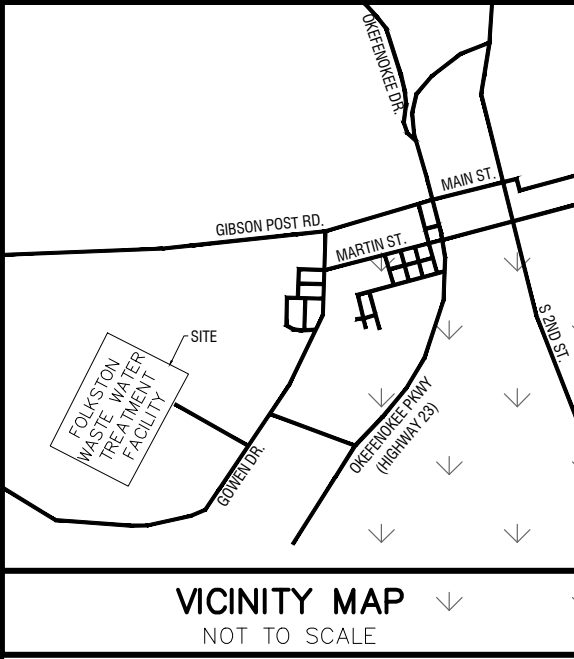 OKEFENOKEE DR.
MAIN ST.
GIBSON POST RD.
MARTIN ST.
S 2ND ST.
SITE
FOLKSTON
WASTE WATER
TREATMENT
FACILITY
OKEFENOKEE PKWY
(HIGHWAY 23)
GOWEN DR.
VICINITY MAP
NOT TO SCALE